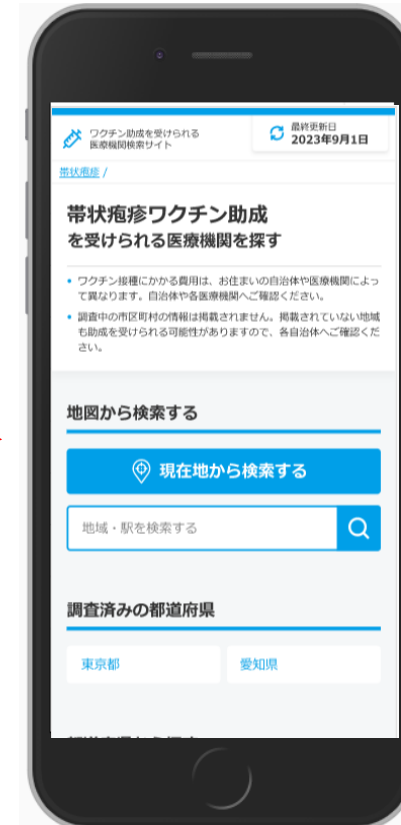 ワクチン助成を受けられる
医療機関検索サイト
最終更新日
2023年9月1日
帯状疱疹 /
帯状疱疹ワクチン助成
を受けられる医療機関を探す
• ワクチン接種にかかる費用は、お住まいの自治体や医療機関によっ
て異なります。自治体や各医療機関へご確認ください。
• 調査中の市区町村の情報は掲載されません。掲載されていない地域
も助成を受けられる可能性がありますので、各自治体へご確認くだ
さい。
地図から検索する
現在地から検索する
地域・駅を検索する
調査済みの都道府県
東京都
愛知県